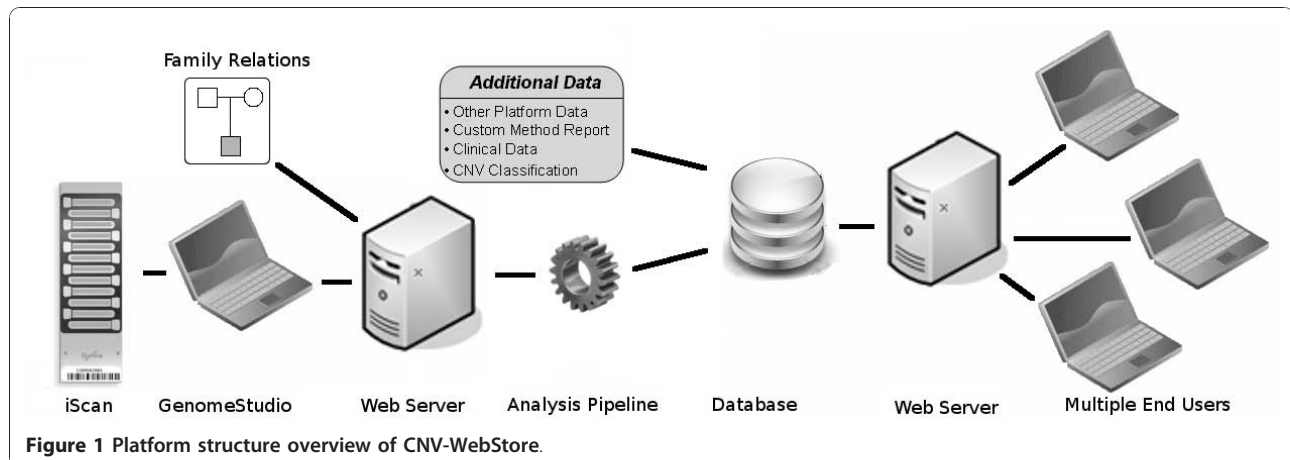 Family Relations
Additional Data
• Other Platform Data
• Custom Method Report
• Clinical Data
• CNV Classification
iScan
GenomeStudio
Web Server
Analysis Pipeline
Database
Web Server
Multiple End Users
Figure 1 Platform structure overview of CNV-WebStore.